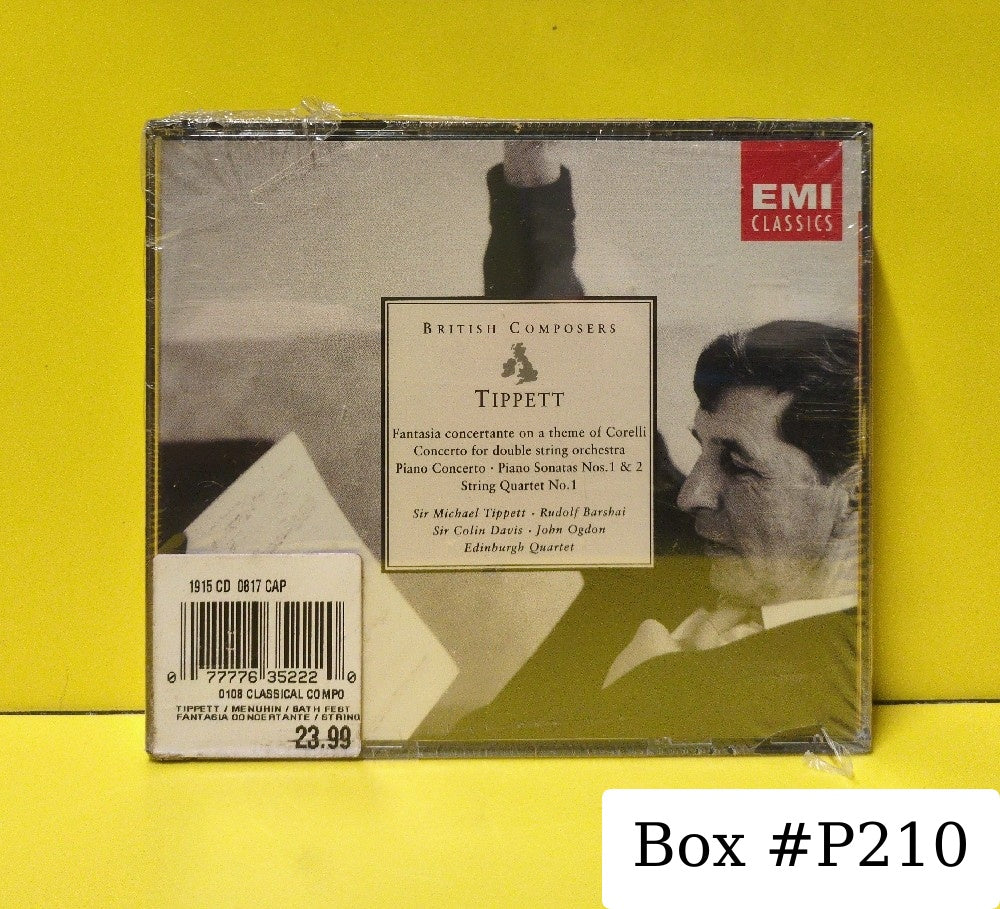 EMI
CLASSICS
BRITISH COMPOSERS
TIPPETT
Fantasia concertante on a theme of Corelli
Concerto for double string orchestra
Piano Concerto · Piano Sonatas Nos.1 & 2
String Quartet No.1
Sir Michael Tippett · Rudolf Barshai
Sir Colin Davis · John Ogdon
Edinburgh Quartet
1915 CD 0817 CAP
0 77776 35222 0
0108 CLASSICAL COMPO
TIPPETT / MENUHIN / BATH FEST
FANTASIA CONCERTANTE / STRING
23.99
Box #P210